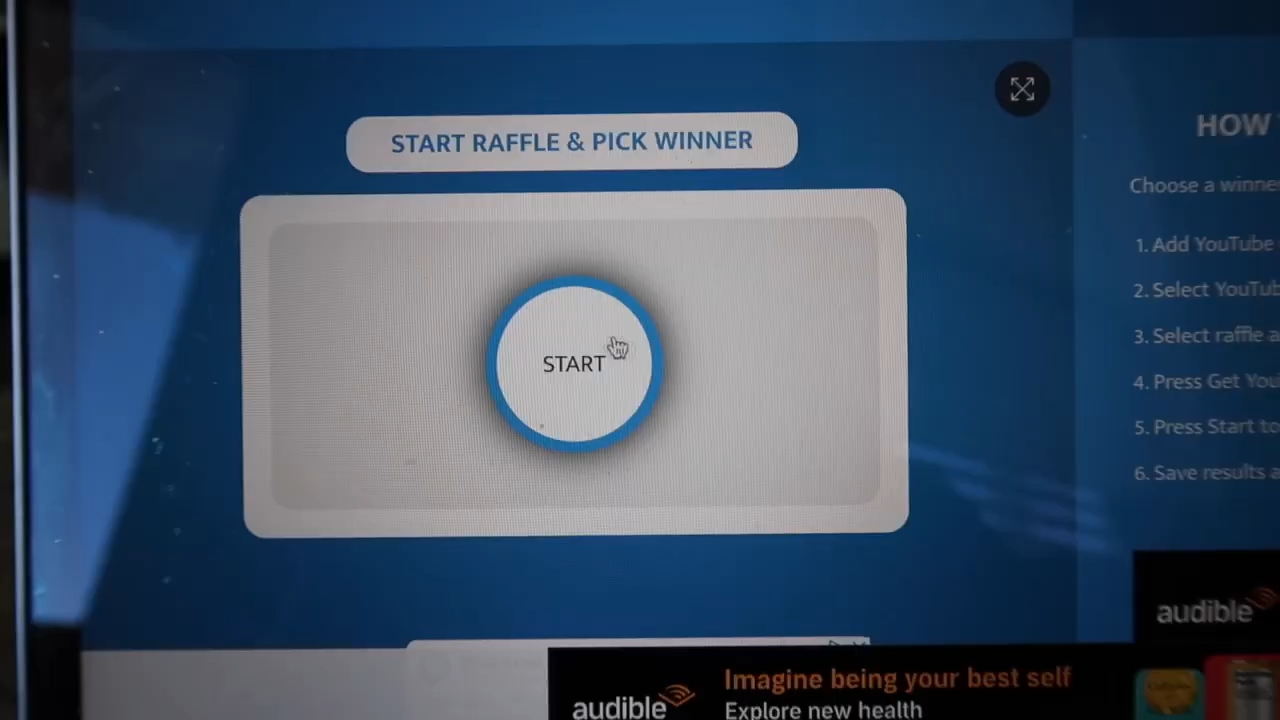 START RAFFLE & PICK WINNER
START
HOW
Choose a winne
1. Add YouTube
2. Select YouTub
3. Select raffle a
4. Press Get You
5. Press Start to
6. Save results a
audible
audible
Imagine being your best self
Explore new health